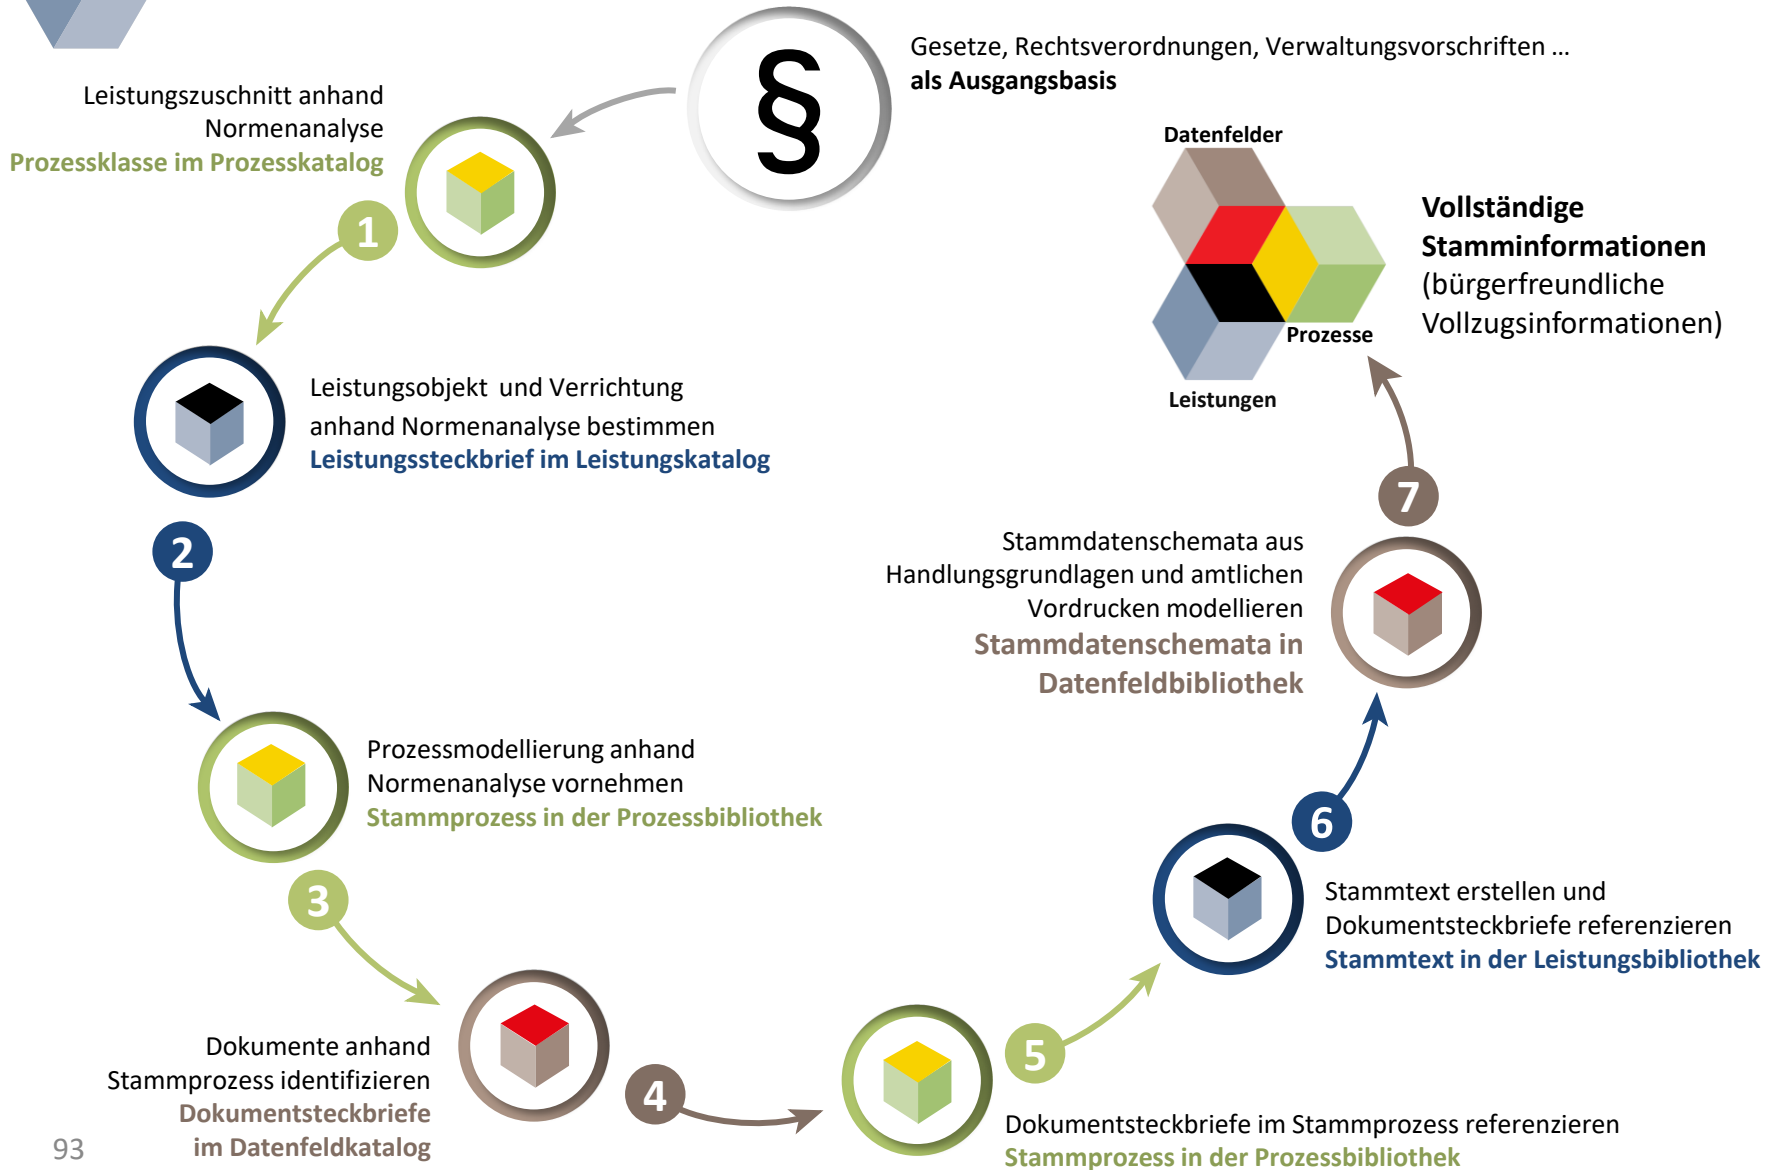 Gesetze, Rechtsverordnungen, Verwaltungsvorschriften ...
als Ausgangsbasis
§
Leistungszuschnitt anhand
Normenanalyse
Prozessklasse im Prozesskatalog
1
Leistungsobjekt und Verrichtung
anhand Normenanalyse bestimmen
Leistungssteckbrief im Leistungskatalog
2
Prozessmodellierung anhand
Normenanalyse vornehmen
Stammprozess in der Prozessbibliothek
3
Dokumente anhand
Stammprozess identifizieren
Dokumentsteckbriefe
im Datenfeldkatalog
4
Dokumentsteckbriefe im Stammprozess referenzieren
Stammprozess in der Prozessbibliothek
5
Stammtext erstellen und
Dokumentsteckbriefe referenzieren
Stammtext in der Leistungsbibliothek
6
Stammdatenschemata aus
Handlungsgrundlagen und amtlichen
Vordrucken modellieren
Stammdatenschemata in
Datenfeldbibliothek
7
Datenfelder
Prozesse
Leistungen
Vollständige
Stamminformationen
(bürgerfreundliche
Vollzugsinformationen)
93